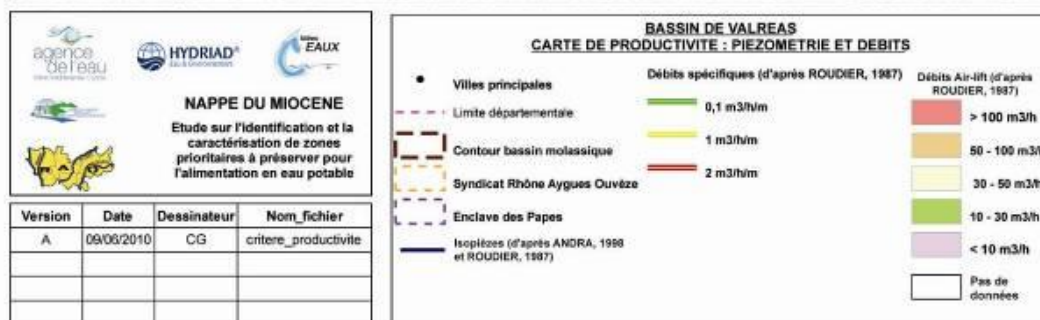 agence
de l'eau
HYDRIAD
EAUX
NAPPE DU MIOCENE
Etude sur l'identification et la
caractérisation de zones
prioritaires à préserver pour
l'alimentation en eau potable
Version Date Dessinateur Nom_fichier
A 09/06/2010 CG critere_productivite
BASSIN DE VALREAS
CARTE DE PRODUCTIVITE : PIEZOMETRIE ET DEBITS
Villes principales
Limite départementale
Contour bassin molassique
Syndicat Rhône Aygues Ouvèze
Enclave des Papes
Isopièzes (d'après ANDRA, 1998
et ROUDIER, 1987)
Débits spécifiques (d'après ROUDIER, 1987)
0,1 m3/h/m
1 m3/h/m
2 m3/h/m
Débits Air-lift (d'après
ROUDIER, 1987)
> 100 m3/h
50 - 100 m3/h
30 - 50 m3/h
10 - 30 m3/h
< 10 m3/h
Pas de
données